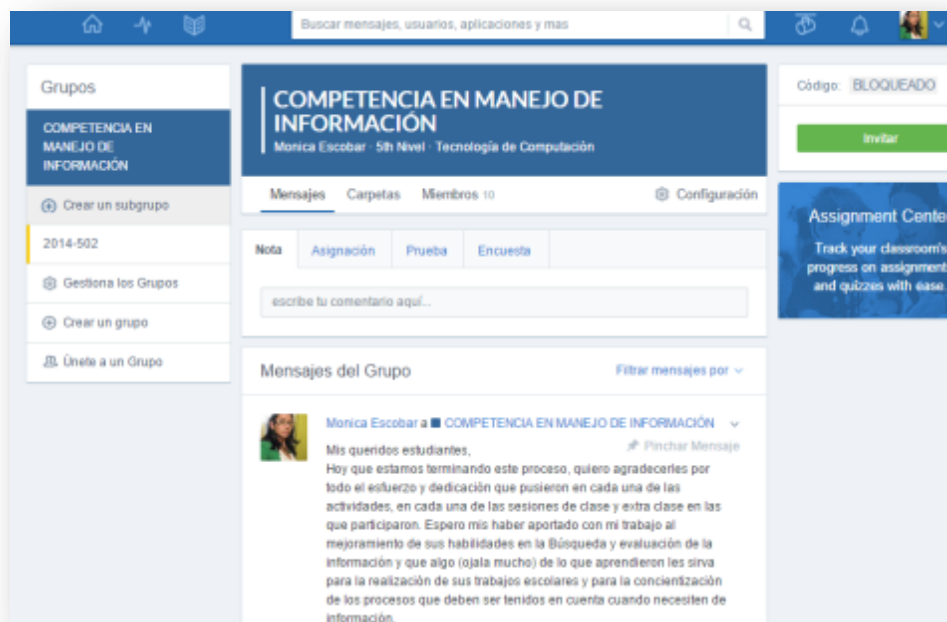 Buscar mensajes, usuarios, aplicaciones y mas
Grupos
COMPETENCIA EN
MANEJO DE
INFORMACIÓN
Crear un subgrupo
2014-502
Gestiona los Grupos
Crear un grupo
Únete a un Grupo
COMPETENCIA EN MANEJO DE
INFORMACIÓN
Monica Escobar · 5th Nivel · Tecnología de Computación
Mensajes Carpetas Miembros 10 Configuración
Nota Asignación Prueba Encuesta
escribe tu comentario aquí...
Mensajes del Grupo Filtrar mensajes por
Monica Escobar a COMPETENCIA EN MANEJO DE INFORMACIÓN
Pinchar Mensaje
Mis queridos estudiantes,
Hoy que estamos terminando este proceso, quiero agradecerles por
todo el esfuerzo y dedicación que pusieron en cada una de las
actividades, en cada una de las sesiones de clase y extra clase en las
que participaron. Espero mis haber aportado con mi trabajo al
mejoramiento de sus habilidades en la Búsqueda y evaluación de la
información y que algo (ojala mucho) de lo que aprendieron les sirva
para la realización de sus trabajos escolares y para la concientización
de los procesos que deben ser tenidos en cuenta cuando necesiten de
información.
Código: BLOQUEADO
Invitar
Assignment Cente
Track your classroom's
progress on assignment
and quizzes with ease.